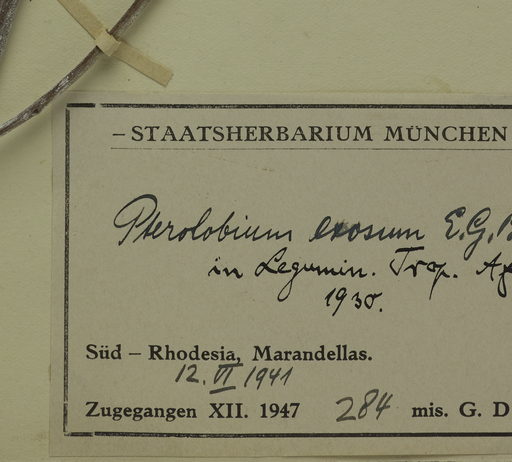 – STAATSHERBARIUM MÜNCHEN
Pterolobium exosum E.G.
in Legumin. Trop.
1930.
Süd – Rhodesia, Marandellas.
12. VI 1941
Zugegangen XII. 1947 284 mis. G. D